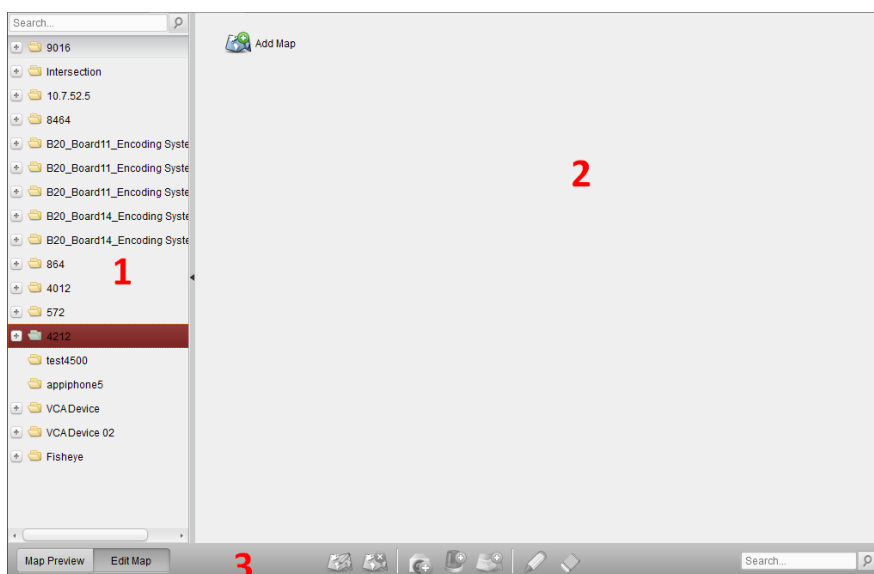 Search...
9016
Add Map
Intersection
10.7.52.5
8464
B20_Board11_Encoding Syste
B20_Board11_Encoding Syste
2
B20_Board11_Encoding Syste
B20_Board14_Encoding Syste
B20_Board14_Encoding Syste
864
1
4012
572
4212
test4500
appiphone5
VCA Device
VCA Device 02
Fisheye
Map Preview Edit Map 3 Search...